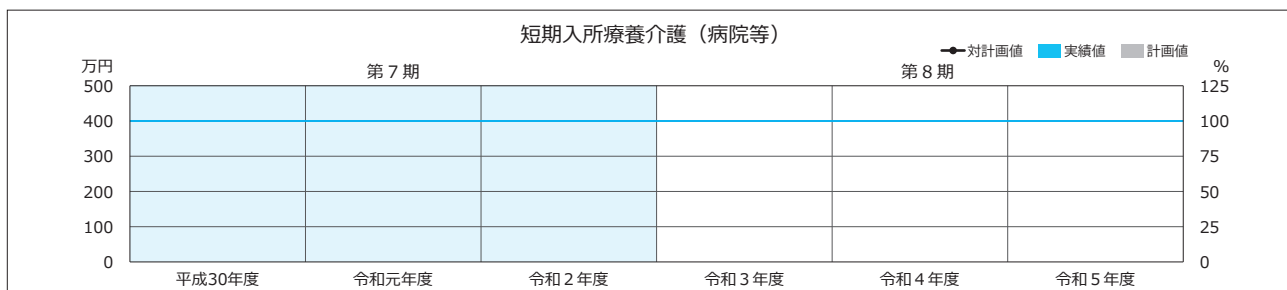 短期入所療養介護（病院等）
対計画値 実績値 計画値
万円 第７期 第８期 %
500 125
400 100
300 75
200 50
100 25
0 0
平成30年度 令和元年度 令和２年度 令和３年度 令和４年度 令和５年度